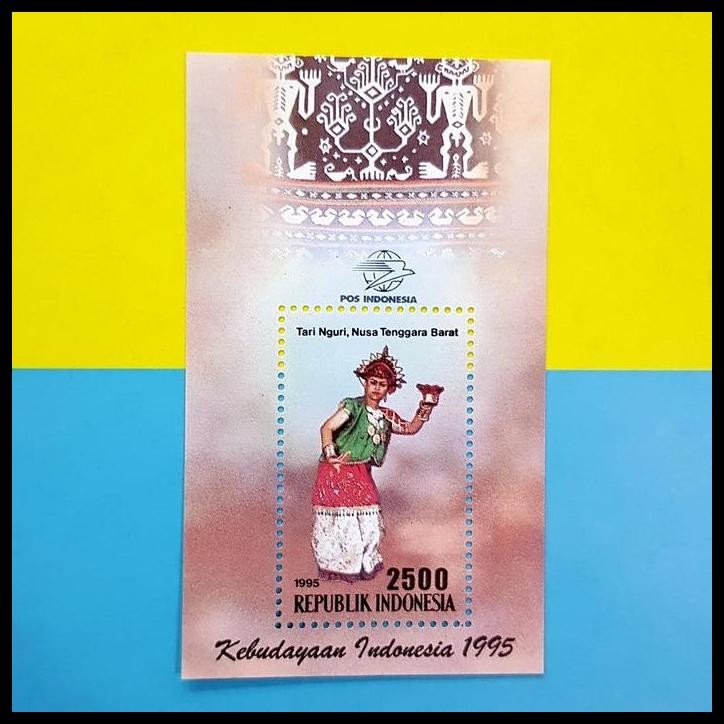 POS INDONESIA
Tari Nguri, Nusa Tenggara Barat
1995 2500
REPUBLIK INDONESIA
Kebudayaan Indonesia 1995